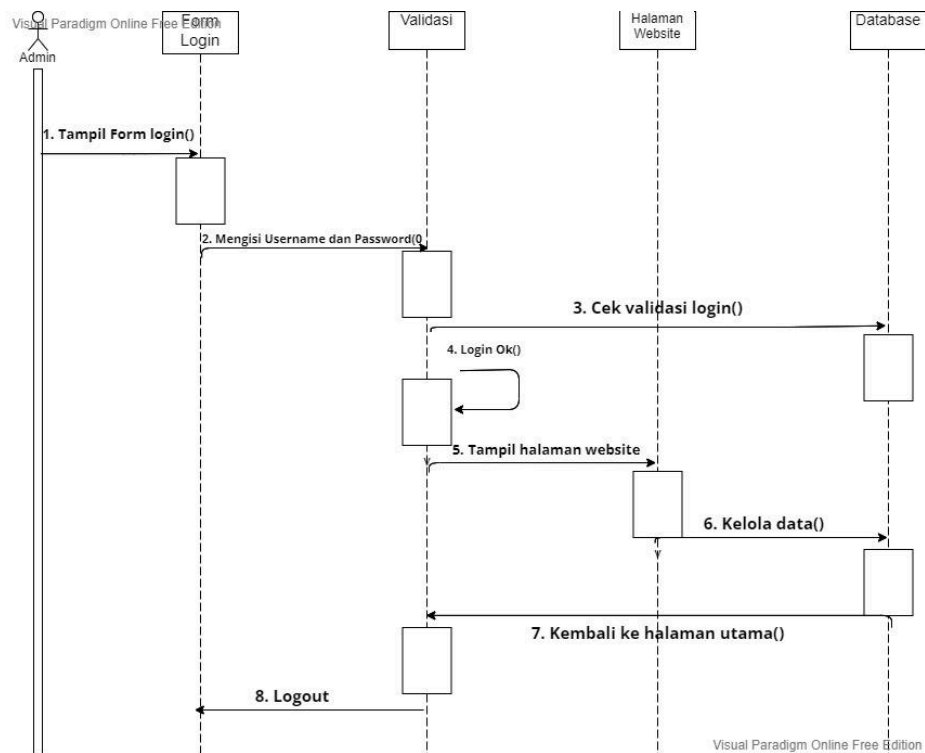 Visual Paradigm Online Free Edition
Form
Login
Validasi
Halaman
Website
Database
Admin
1. Tampil Form login()
2. Mengisi Username dan Password(0
3. Cek validasi login()
4. Login Ok()
5. Tampil halaman website
6. Kelola data()
7. Kembali ke halaman utama()
8. Logout
Visual Paradigm Online Free Edition